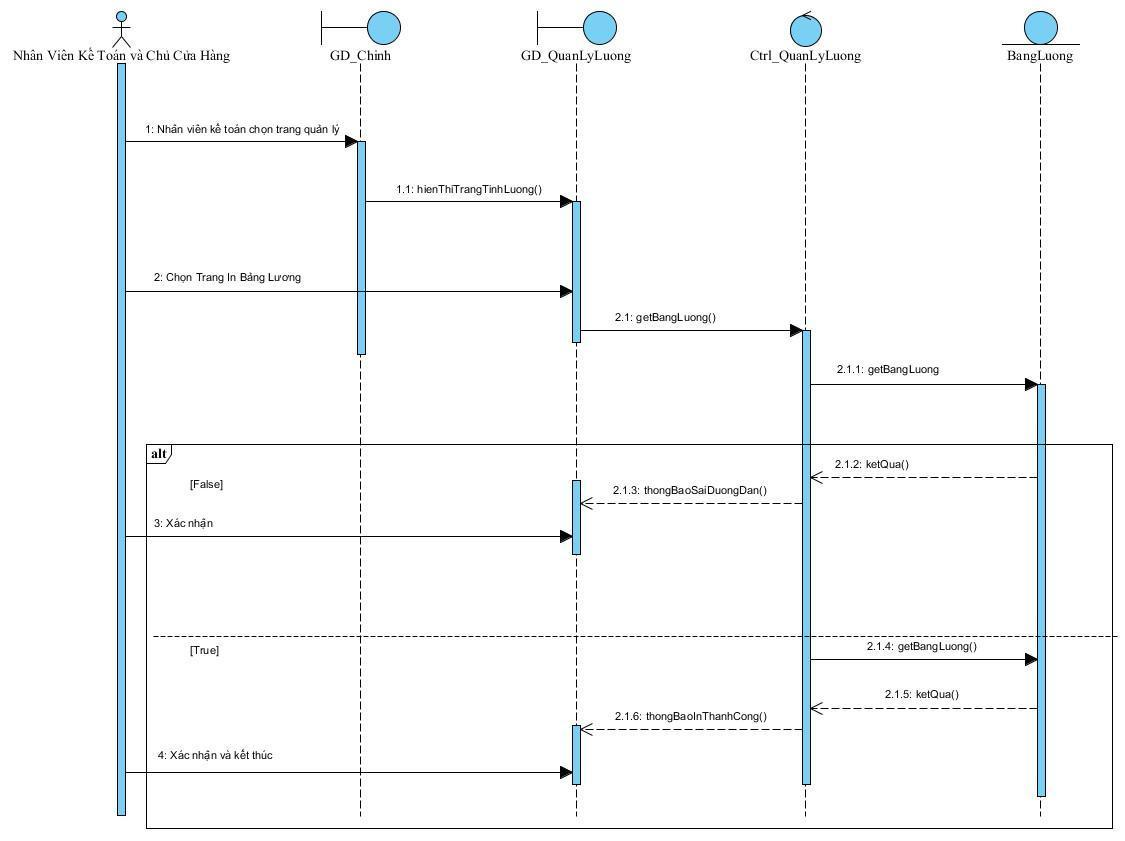 Nhân Viên Kế Toán và Chủ Cửa Hàng
GD_Chinh
GD_QuanLyLuong
Ctrl_QuanLyLuong
BangLuong
1: Nhân viên kế toán chọn trang quản lý
1.1: hienThiTrangTinhLuong()
2: Chọn Trang In Bảng Lương
2.1: getBangLuong()
2.1.1: getBangLuong
alt
2.1.2: ketQua()
[False]
2.1.3: thongBaoSaiDuongDan()
3: Xác nhận
[True]
2.1.4: getBangLuong()
2.1.5: ketQua()
2.1.6: thongBaoInThanhCong()
4: Xác nhận và kết thúc